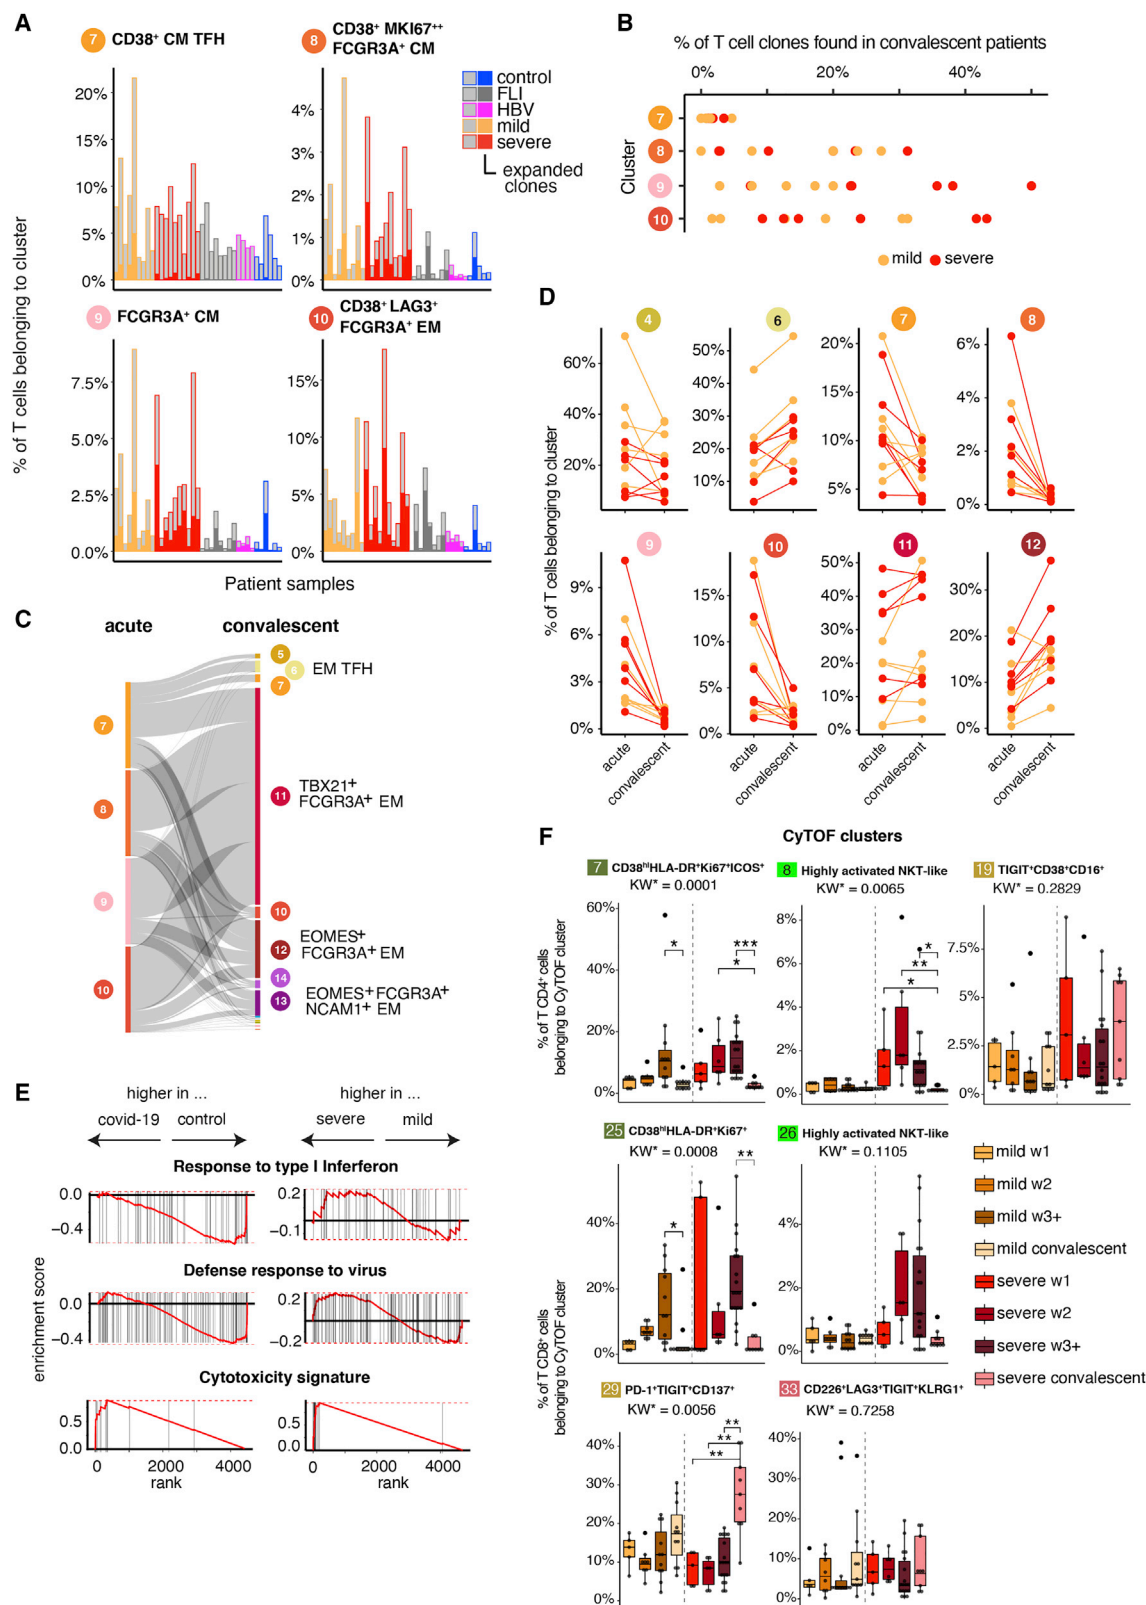 A
7 CD38+ CM TFH
8 CD38+ MKI67++
FCGR3A+ CM
20%
15%
10%
5%
0%
4%
3%
2%
1%
0%
control
FLI
HBV
mild
severe
expanded
clones
9 FCGR3A+ CM
10 CD38+ LAG3+
FCGR3A+ EM
7.5%
5.0%
2.5%
0.0%
15%
10%
5%
0%
% of T cells belonging to cluster
Patient samples
B
% of T cell clones found in convalescent patients
0% 20% 40%
Cluster
7
8
9
10
mild severe
C
acute convalescent
7
8
9
10
5
6 EM TFH
7
11 TBX21+
FCGR3A+ EM
10
12 EOMES+
FCGR3A+ EM
14
13 EOMES+FCGR3A+
NCAM1+ EM
D
% of T cells belonging to cluster
4 6 7 8
60%
40%
20%
50%
40%
30%
20%
10%
20%
15%
10%
5%
6%
4%
2%
0%
9 10 11 12
9%
6%
3%
0%
15%
10%
5%
0%
50%
40%
30%
20%
10%
0%
30%
20%
10%
0%
acute convalescent acute convalescent acute convalescent acute convalescent
E
higher in ... higher in ...
covid-19 control severe mild
Response to type I Inferferon
0.0
−0.4
0.2
−0.1
Defense response to virus
0.0
−0.4
0.2
−0.2
Cytotoxicity signature
0.5
0.0
0.5
0.0
0 2000 4000 0 2000 4000
rank rank
enrichment score
F
CyTOF clusters
7 CD38hiHLA-DR+Ki67+ICOS+
KW* = 0.0001
8 Highly activated NKT-like
KW* = 0.0065
19 TIGIT+CD38+CD16+
KW* = 0.2829
% of T CD4+ cells
belonging to CyTOF cluster
60%
40%
20%
0%
* *** *
8%
6%
4%
2%
0%
* ** *
7.5%
5%
2.5%
0%
25 CD38hiHLA-DR+Ki67+
KW* = 0.0008
26 Highly activated NKT-like
KW* = 0.1105
% of T CD8+ cells
belonging to CyTOF cluster
40%
20%
0%
* **
4%
2%
0%
mild w1
mild w2
mild w3+
mild convalescent
severe w1
severe w2
severe w3+
severe convalescent
29 PD-1+TIGIT+CD137+
KW* = 0.0056
33 CD226+LAG3+TIGIT+KLRG1+
KW* = 0.7258
40%
30%
20%
10%
0%
** ** **
40%
30%
20%
10%
0%